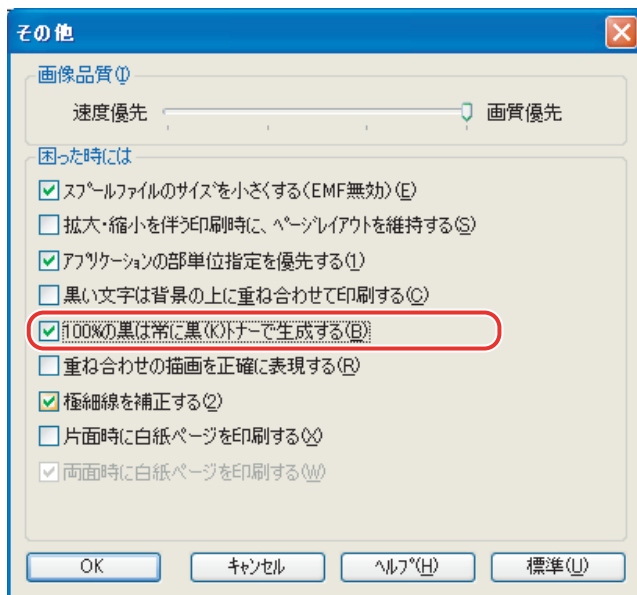 その他
画像品質(I)
速度優先 画質優先
困った時には
スプールファイルのサイズを小さくする(EMF無効)(E)
拡大・縮小を伴う印刷時に、ページレイアウトを維持する(S)
アプリケーションの部単位指定を優先する(1)
黒い文字は背景の上に重ね合わせて印刷する(C)
100%の黒は常に黒(K)トナーで生成する(B)
重ね合わせの描画を正確に表現する(R)
極細線を補正する(2)
片面時に白紙ページを印刷する(X)
両面時に白紙ページを印刷する(W)
OK キャンセル ヘルプ(H) 標準(U)